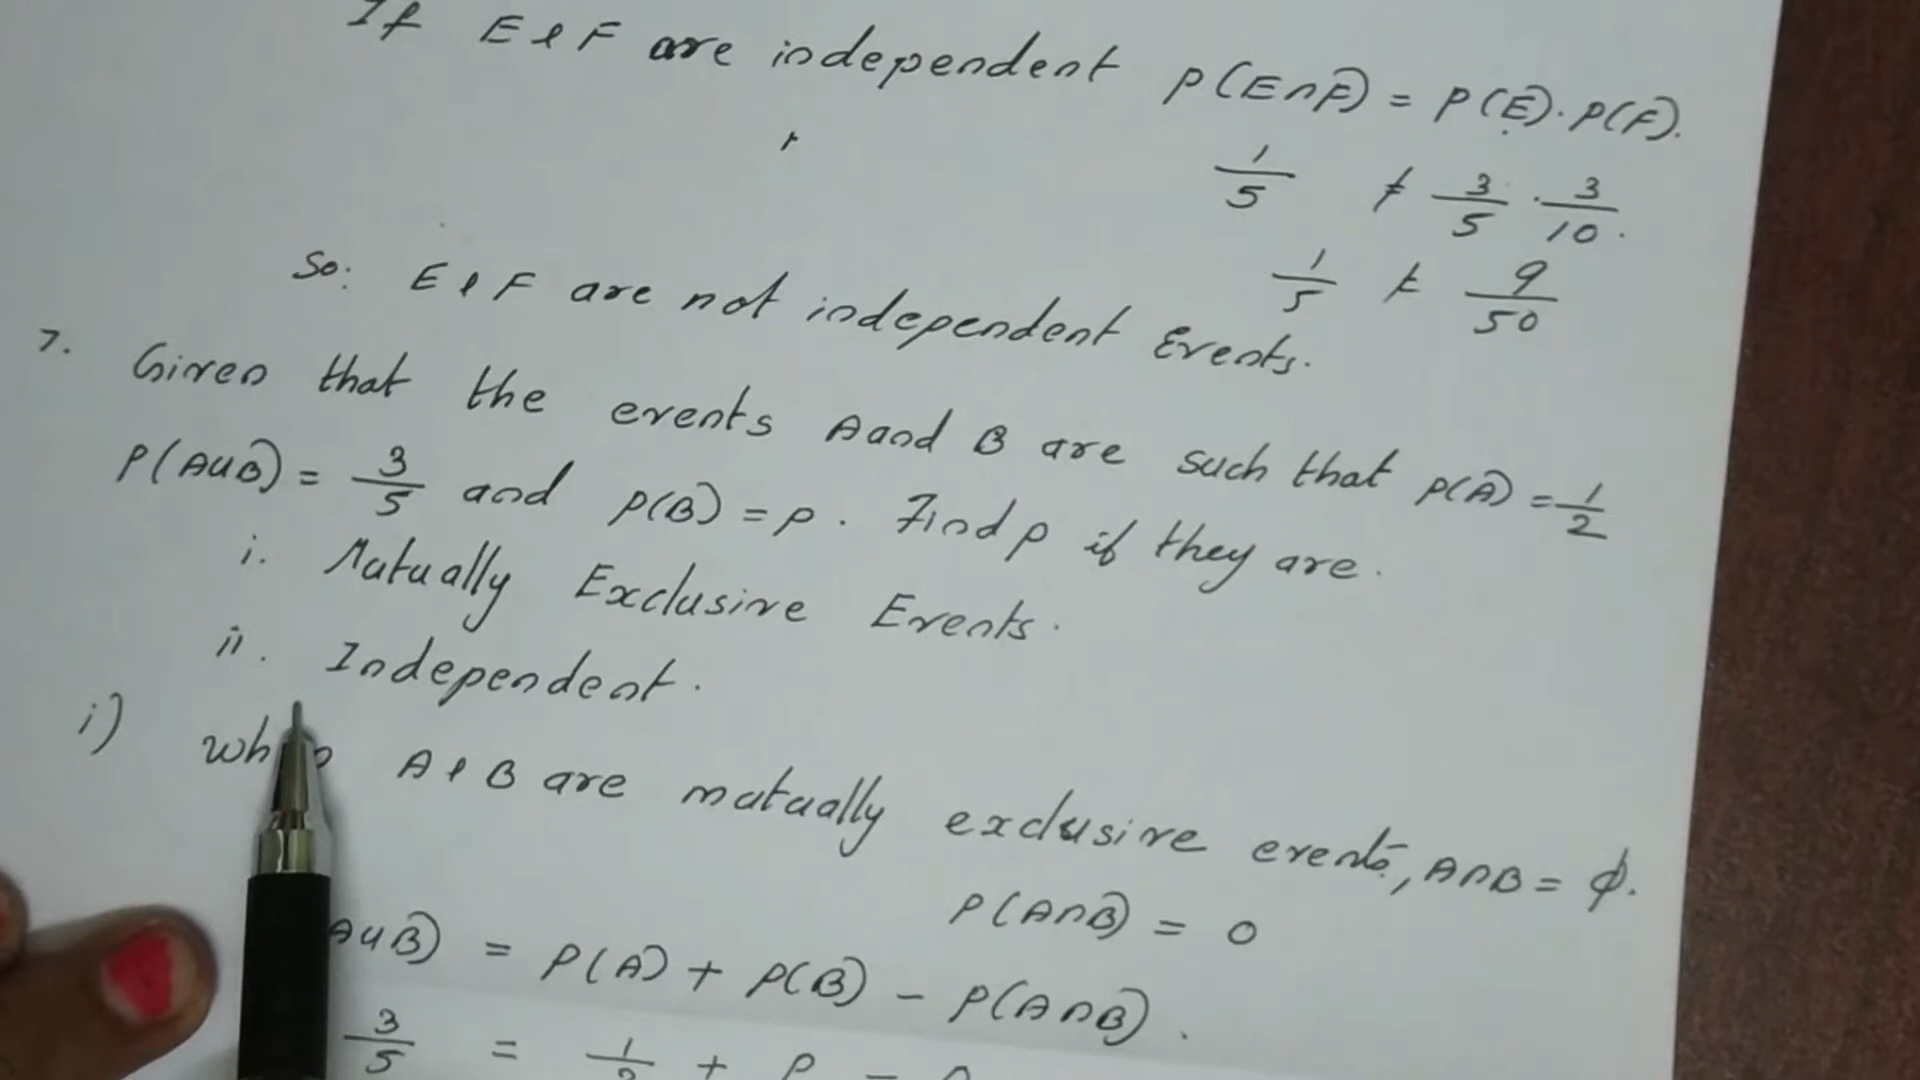 If E & F are independent P(E∩F) = P(E).P(F).
1/5 ≠ 3/5 . 3/10.
1/5 ≠ 9/50
So. E & F are not independent Events.
7. Given that the events A and B are such that P(A) = 1/2
P(A∪B) = 3/5 and P(B) = p. Find p if they are.
i. Mutually Exclusive Events.
ii. Independent.
i) A & B are mutually exclusive events, A∩B = ϕ.
P(A∩B) = 0
A∪B) = P(A) + P(B) - P(A∩B).
3/5 = 1/2 + p -